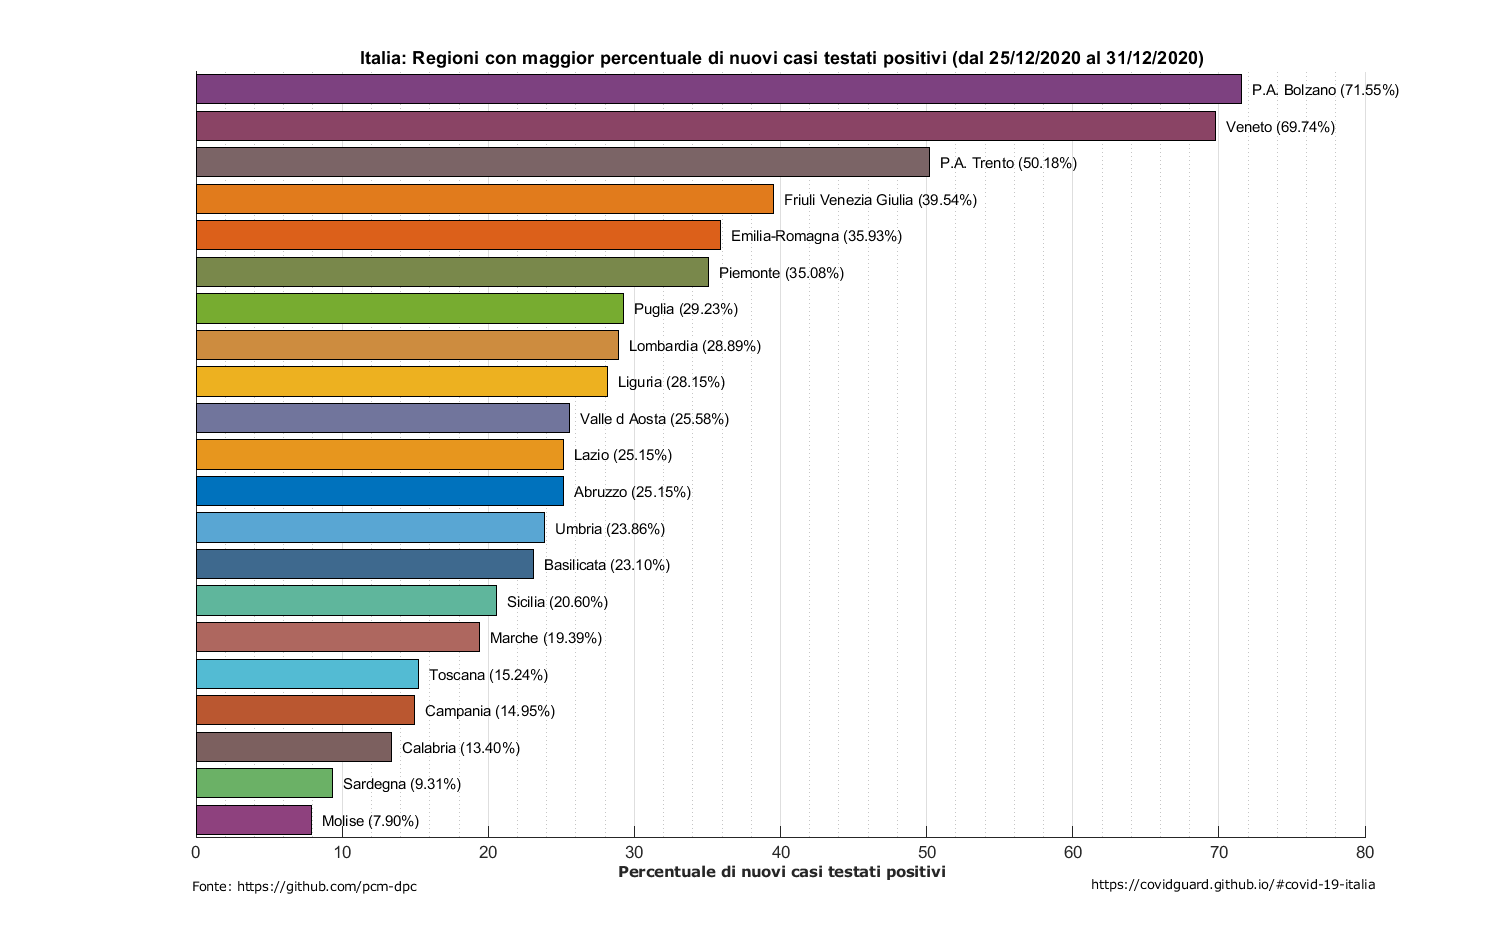 Italia: Regioni con maggior percentuale di nuovi casi testati positivi (dal 25/12/2020 al 31/12/2020)
P.A. Bolzano (71.55%)
Veneto (69.74%)
P.A. Trento (50.18%)
Friuli Venezia Giulia (39.54%)
Emilia-Romagna (35.93%)
Piemonte (35.08%)
Puglia (29.23%)
Lombardia (28.89%)
Liguria (28.15%)
Valle d Aosta (25.58%)
Lazio (25.15%)
Abruzzo (25.15%)
Umbria (23.86%)
Basilicata (23.10%)
Sicilia (20.60%)
Marche (19.39%)
Toscana (15.24%)
Campania (14.95%)
Calabria (13.40%)
Sardegna (9.31%)
Molise (7.90%)
0 10 20 30 40 50 60 70 80
Percentuale di nuovi casi testati positivi
Fonte: https://github.com/pcm-dpc
https://covidguard.github.io/#covid-19-italia